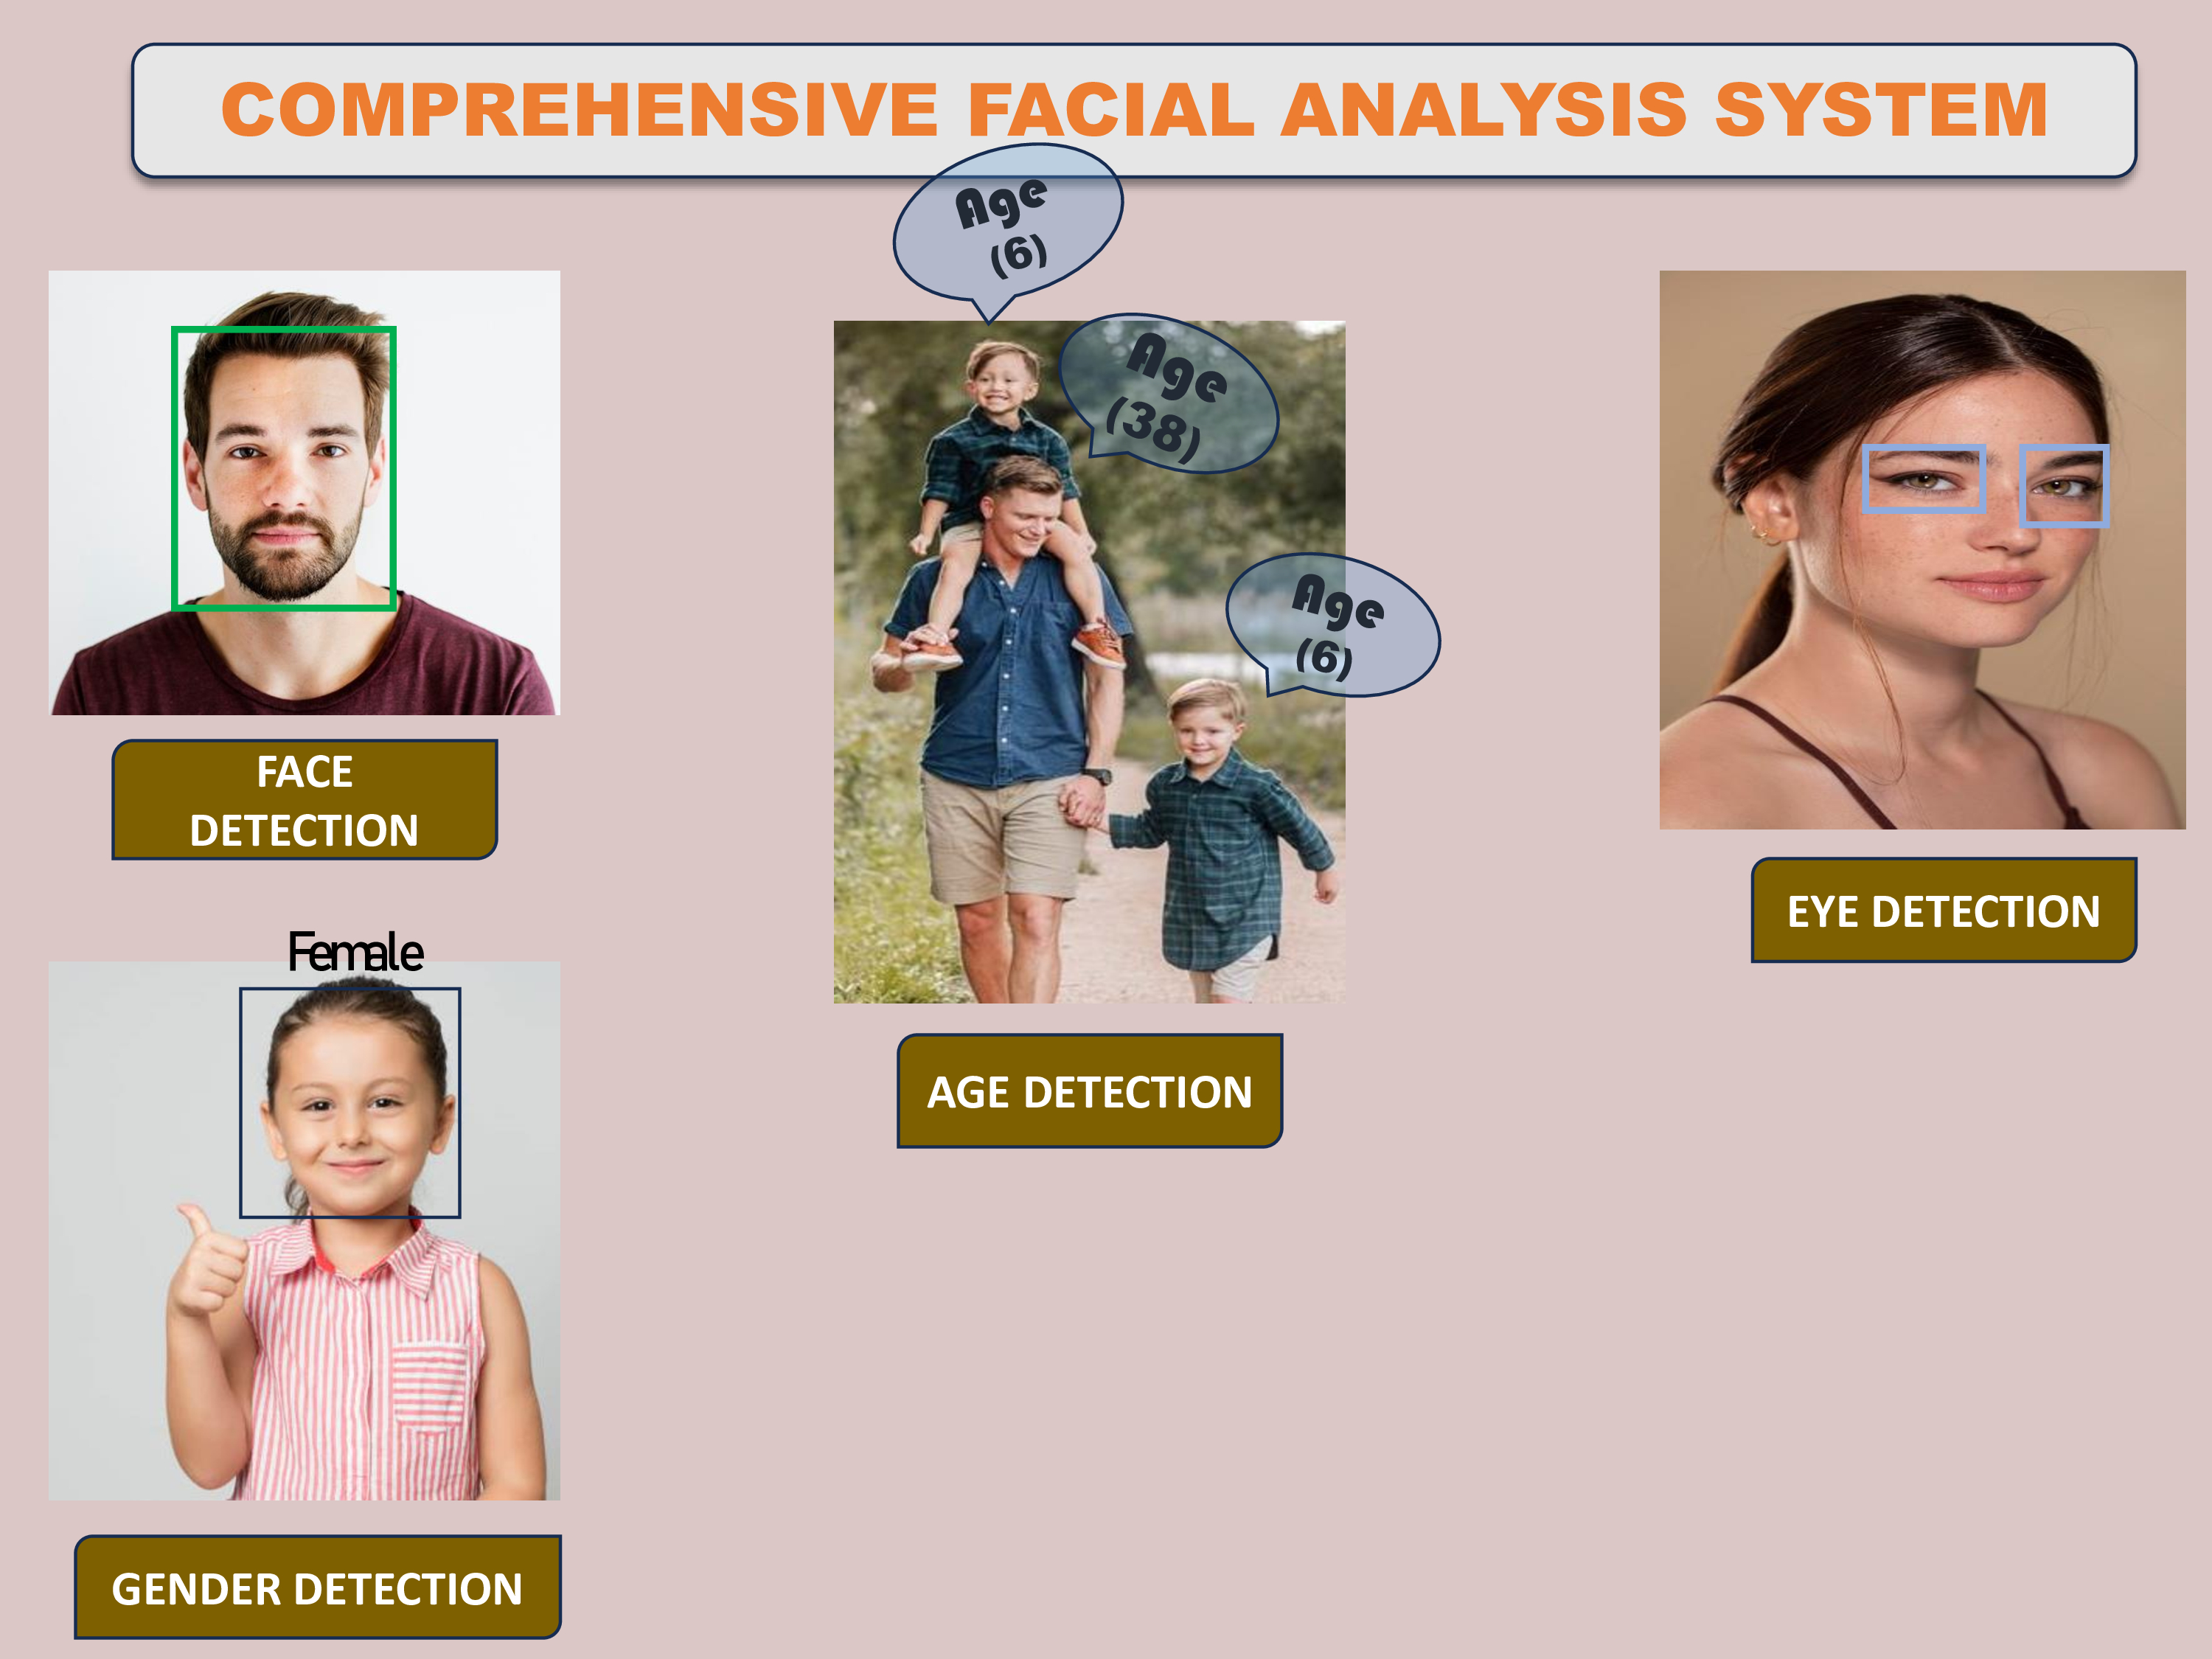 COMPREHENSIVE FACIAL ANALYSIS SYSTEM
Age
(6)
Age
(38)
Age
(6)
FACE
DETECTION
EYE DETECTION
Female
AGE DETECTION
GENDER DETECTION